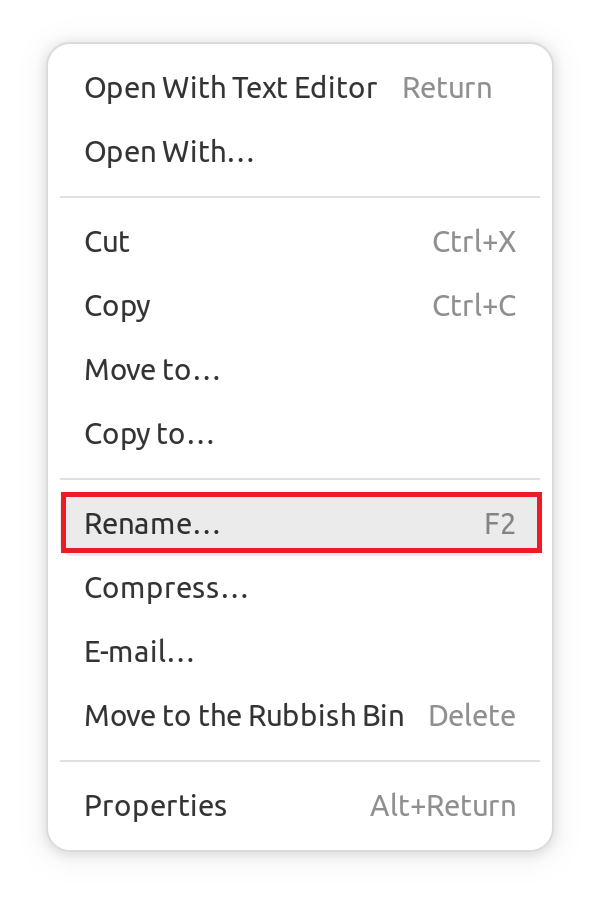 Open With Text Editor Return
Open With…
Cut Ctrl+X
Copy Ctrl+C
Move to…
Copy to…
Rename… F2
Compress…
E-mail…
Move to the Rubbish Bin Delete
Properties Alt+Return